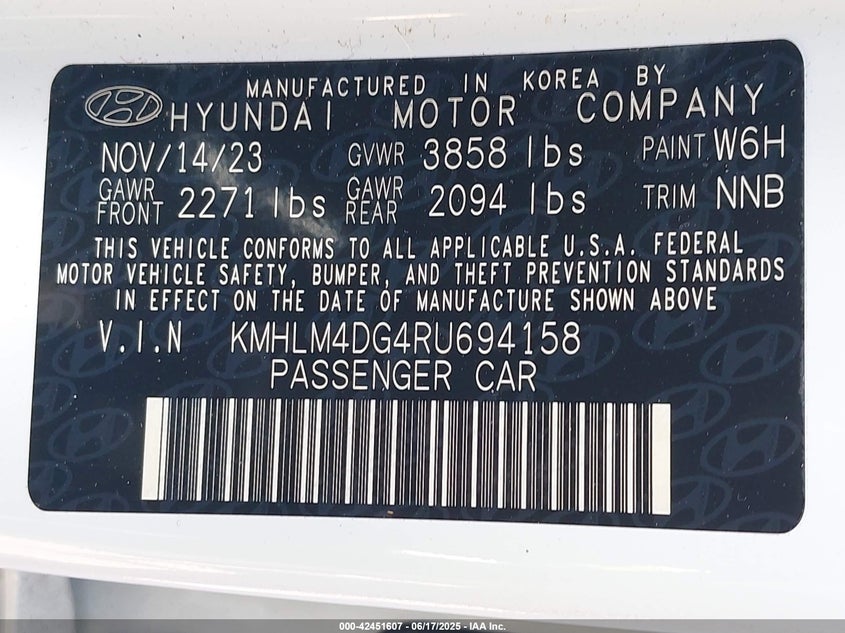 MANUFACTURED IN KOREA BY
HYUNDAI MOTOR COMPANY
NOV/14/23 GVWR 3858 lbs PAINT W6H
GAWR FRONT 2271 lbs GAWR REAR 2094 lbs TRIM NNB
THIS VEHICLE CONFORMS TO ALL APPLICABLE U.S.A. FEDERAL
MOTOR VEHICLE SAFETY, BUMPER, AND THEFT PREVENTION STANDARDS
IN EFFECT ON THE DATE OF MANUFACTURE SHOWN ABOVE
V.I.N KMHLM4DG4RU694158
PASSENGER CAR
000-42451607 - 06/17/2025 - IAA Inc.